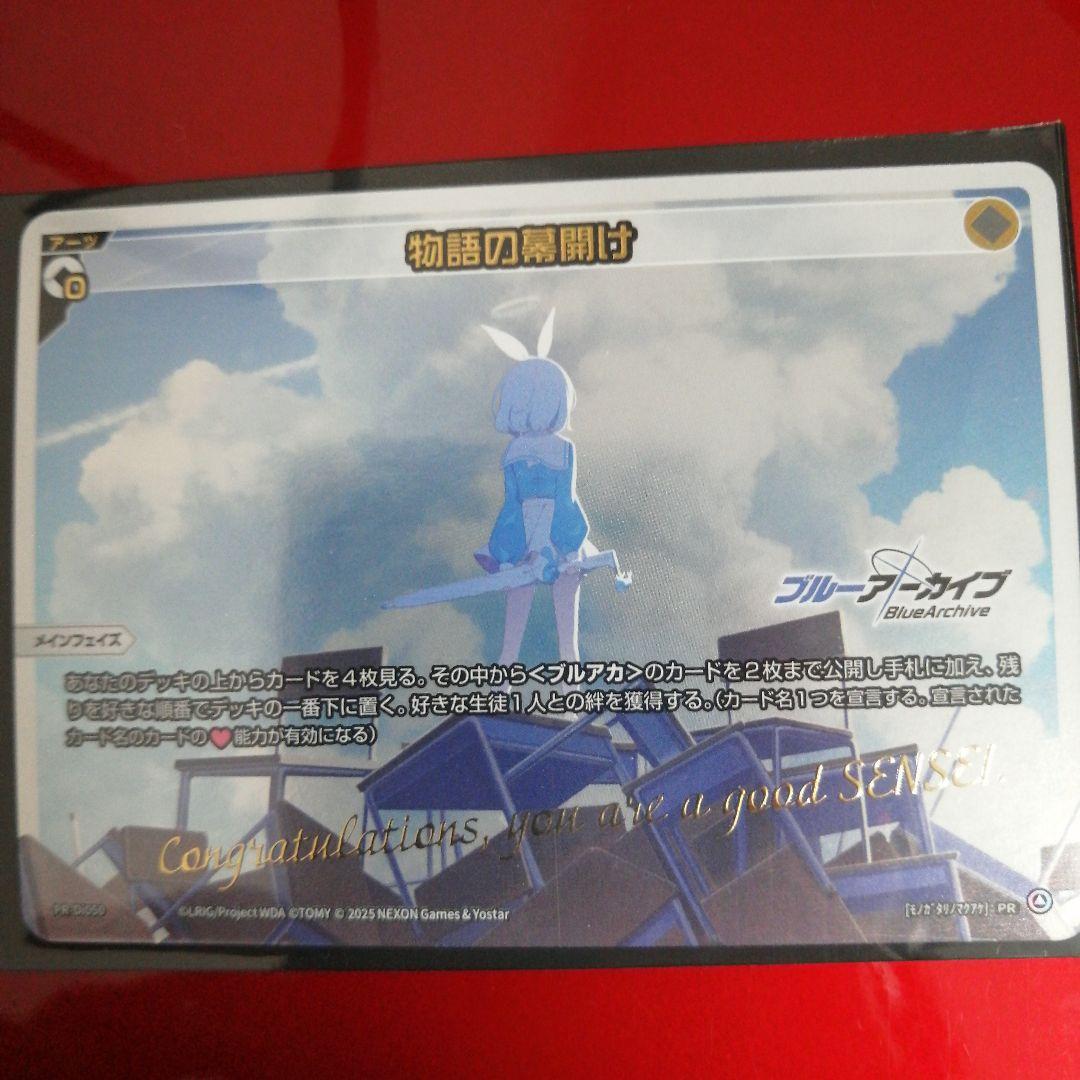 アーツ
0
物語の幕開け
ブルーアーカイブ
BlueArchive
メインフェイズ
あなたのデッキの上からカードを4枚見る。その中から<ブルアカ>のカードを2枚まで公開し手札に加え、残
りを好きな順番でデッキの一番下に置く。好きな生徒1人との絆を獲得する。(カード名1つを宣言する。宣言された
カード名のカードの♥能力が有効になる)
Congratulations, you are a good SENSEI.
PR-Di050
©LRIG/Project WDA ©TOMY © 2025 NEXON Games & Yostar
[モノガタリノマクアケ] PR